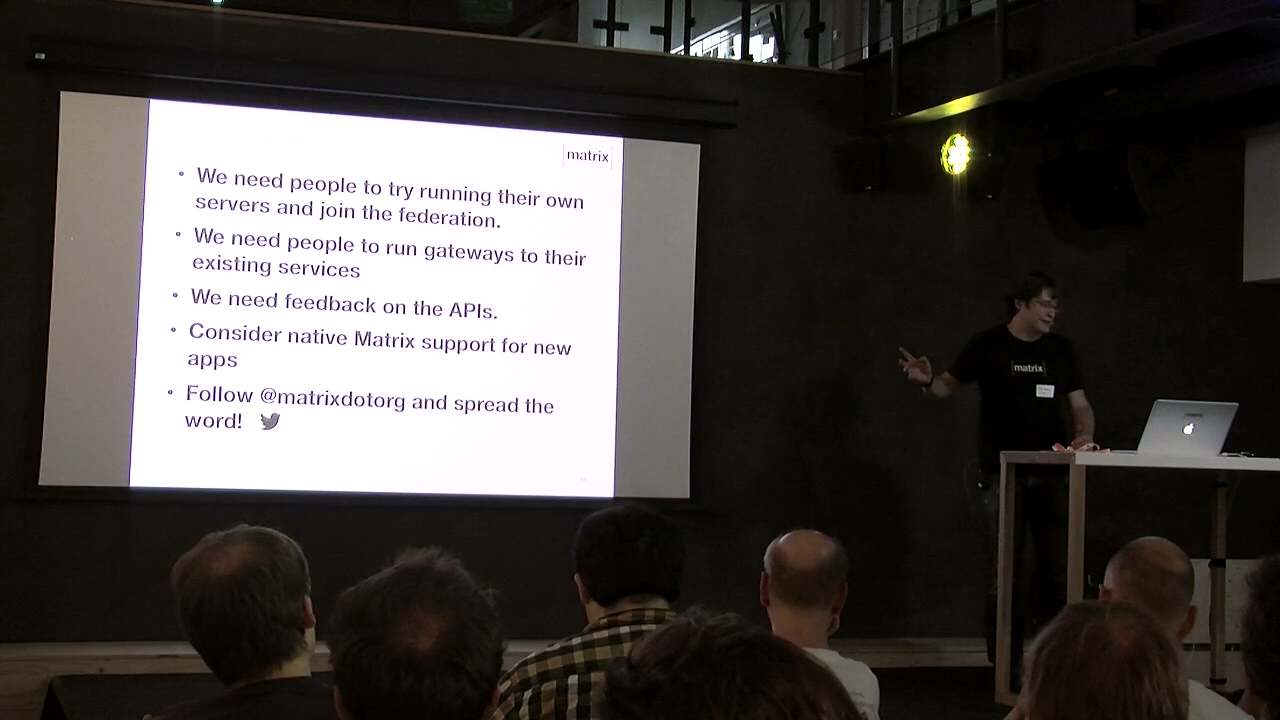 [matrix]
• We need people to try running their own
servers and join the federation.
• We need people to run gateways to their
existing services
• We need feedback on the APIs.
• Consider native Matrix support for new
apps
• Follow @matrixdotorg and spread the
word!
[matrix]